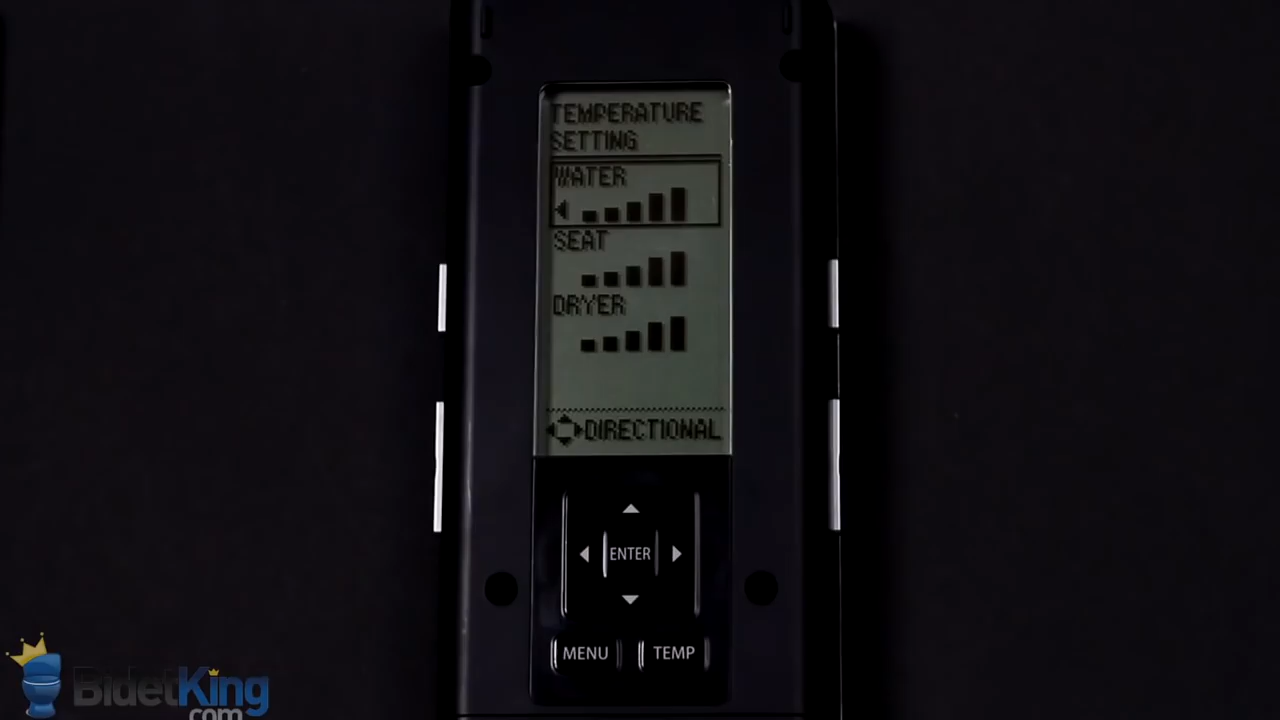 TEMPERATURE
SETTING
WATER
SEAT
DRYER
DIRECTIONAL
ENTER
MENU TEMP
BidetKing
.com